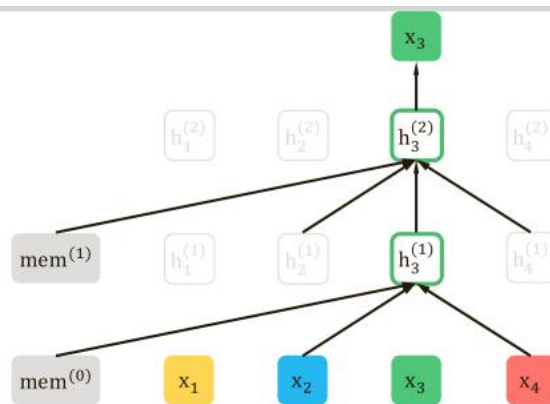 x₃
h₁⁽²⁾ h₂⁽²⁾ h₃⁽²⁾ h₄⁽²⁾
mem⁽¹⁾ h₁⁽¹⁾ h₂⁽¹⁾ h₃⁽¹⁾ h₄⁽¹⁾
mem⁽⁰⁾ x₁ x₂ x₃ x₄